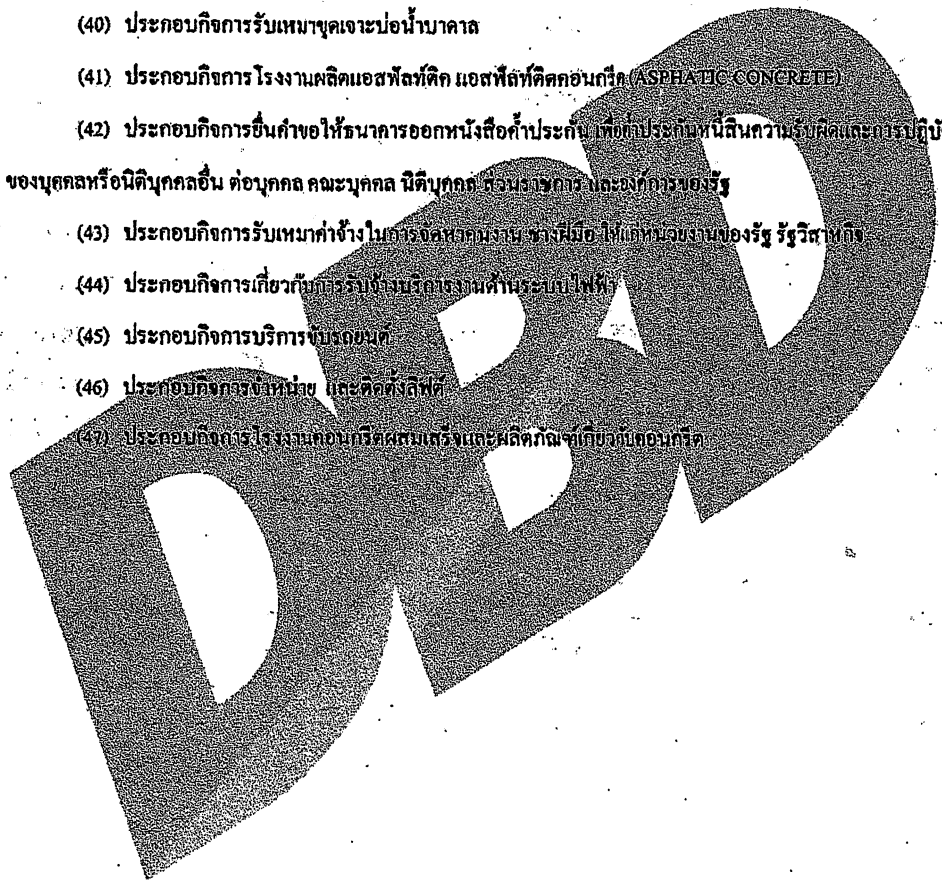 (40) ประกอบกิจการรับเหมาขุดเจาะบ่อน้ำบาดาล
(41) ประกอบกิจการโรงงานผลิตแอสฟัลท์ติค แอสฟัลท์ติคคอนกรีต (ASPHATIC CONCRETE)
(42) ประกอบกิจการยื่นคำขอให้ธนาคารออกหนังสือค้ำประกัน เพื่อค้ำประกันหนี้สินความรับผิดและการปฏิบั
ของบุคคลหรือนิติบุคคลอื่น ต่อบุคคล คณะบุคคล นิติบุคคล ส่วนราชการ และองค์การของรัฐ
(43) ประกอบกิจการรับเหมาค่าจ้างในการจัดหาคนงาน ช่างฝีมือ ให้แก่หน่วยงานของรัฐ รัฐวิสาหกิจ
(44) ประกอบกิจการเกี่ยวกับการรับจ้างบริการงานด้านระบบไฟฟ้า
(45) ประกอบกิจการบริการขับรถยนต์
(46) ประกอบกิจการจำหน่าย และติดตั้งลิฟต์
(47) ประกอบกิจการโรงงานคอนกรีตผสมเสร็จและผลิตภัณฑ์เกี่ยวกับคอนกรีต
DBD